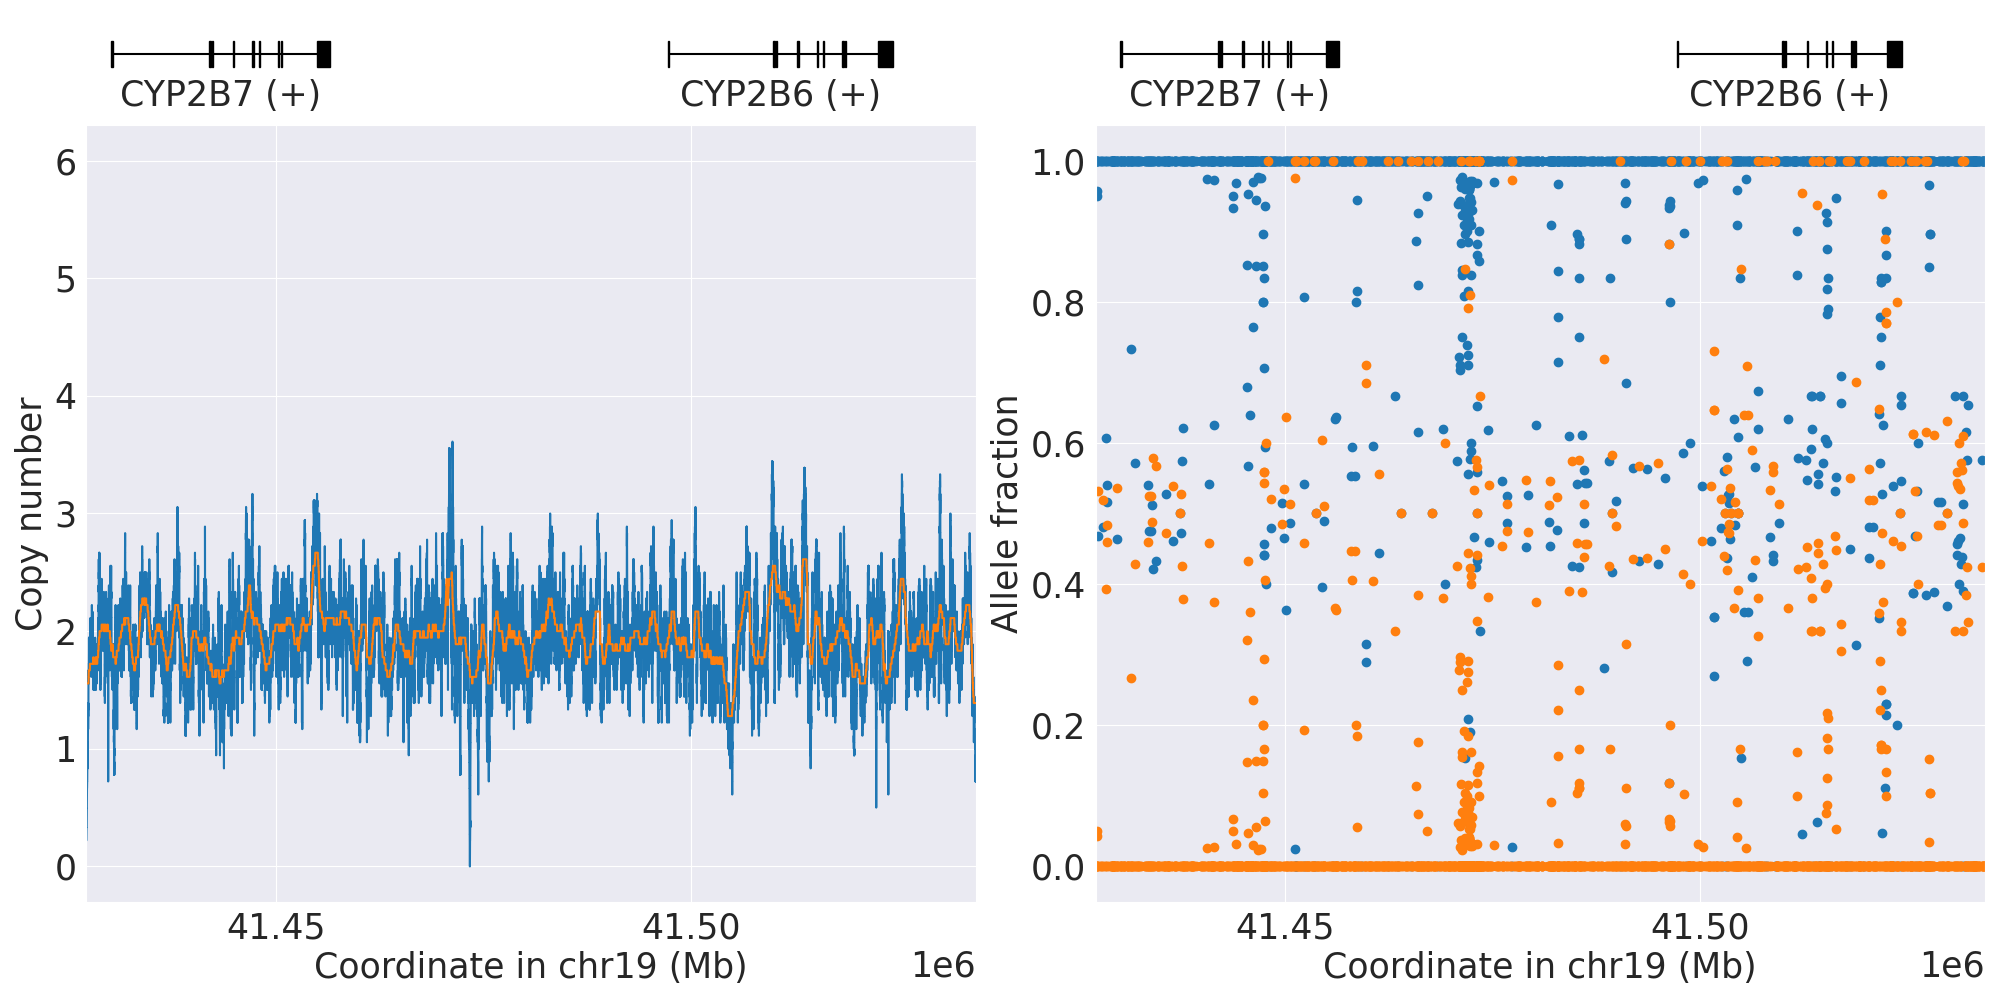 CYP2B7 (+)
CYP2B6 (+)
6
5
4
3
2
1
0
Copy number
41.45
41.50
Coordinate in chr19 (Mb)
1e6
CYP2B7 (+)
CYP2B6 (+)
1.0
0.8
0.6
0.4
0.2
0.0
Allele fraction
41.45
41.50
Coordinate in chr19 (Mb)
1e6